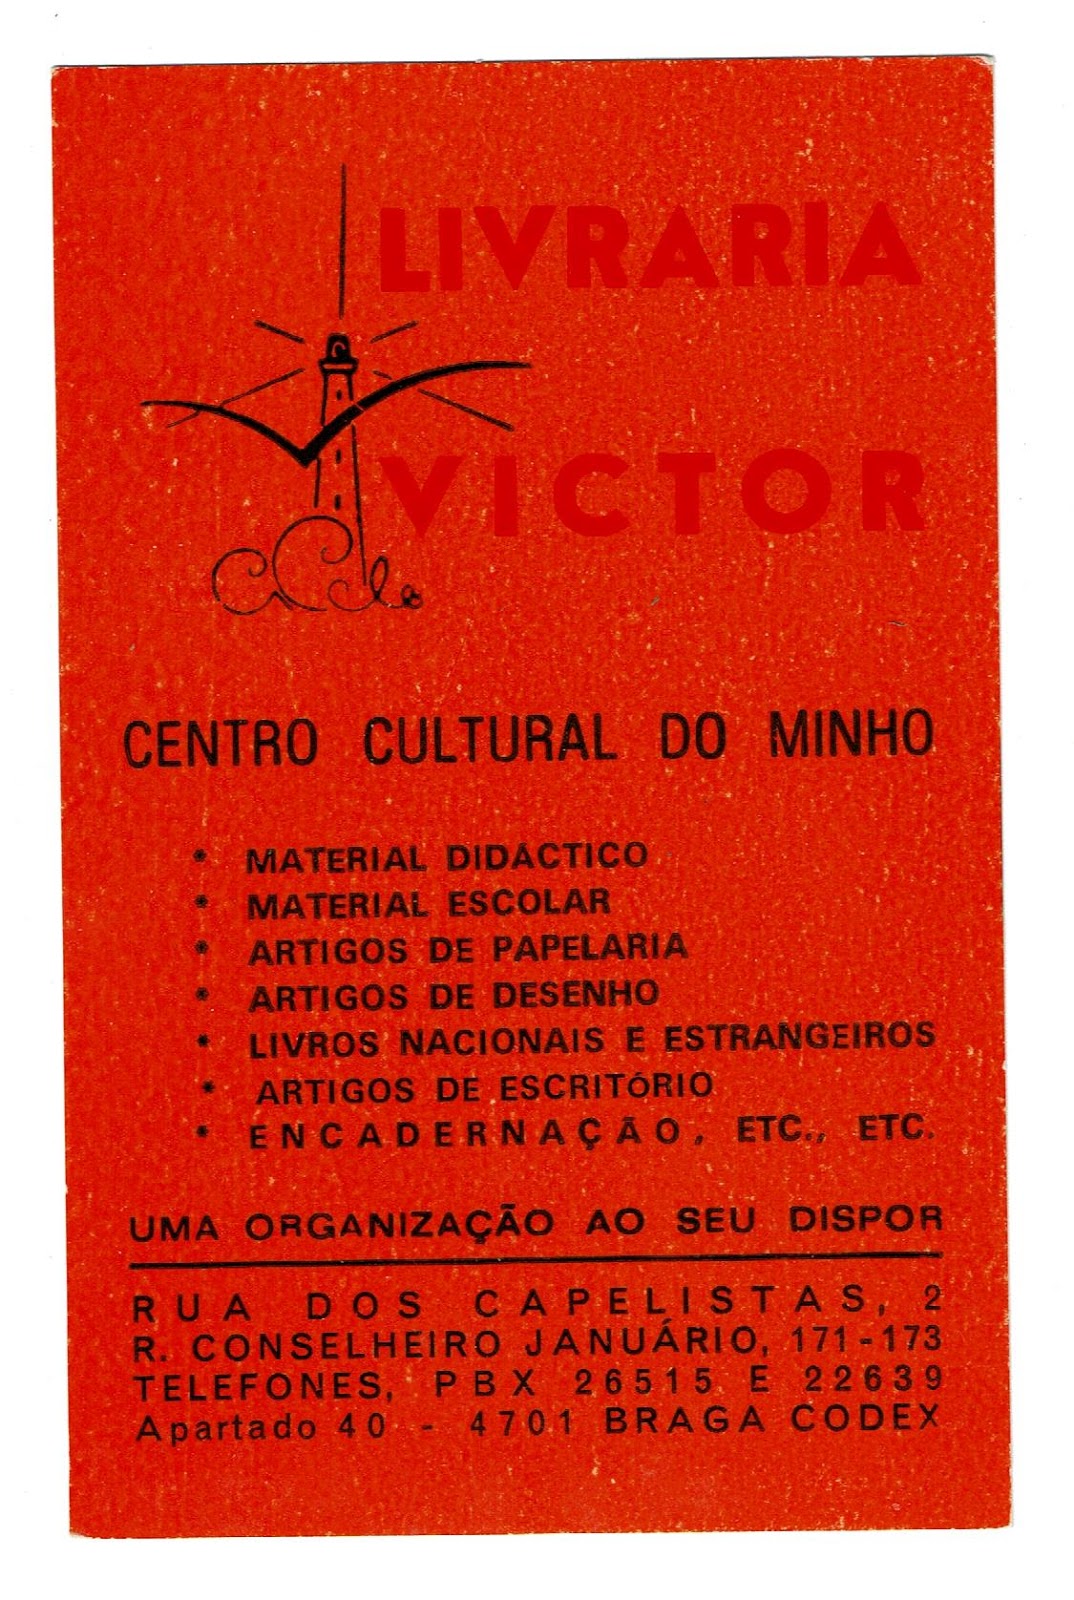 LIVRARIA
VICTOR
CENTRO CULTURAL DO MINHO
* MATERIAL DIDÁCTICO
* MATERIAL ESCOLAR
* ARTIGOS DE PAPELARIA
* ARTIGOS DE DESENHO
* LIVROS NACIONAIS E ESTRANGEIROS
* ARTIGOS DE ESCRITÓRIO
* ENCADERNAÇÃO, ETC., ETC.
UMA ORGANIZAÇÃO AO SEU DISPOR
RUA DOS CAPELISTAS, 2
R. CONSELHEIRO JANUÁRIO, 171-173
TELEFONES, PBX 26515 E 22639
Apartado 40 - 4701 BRAGA CODEX